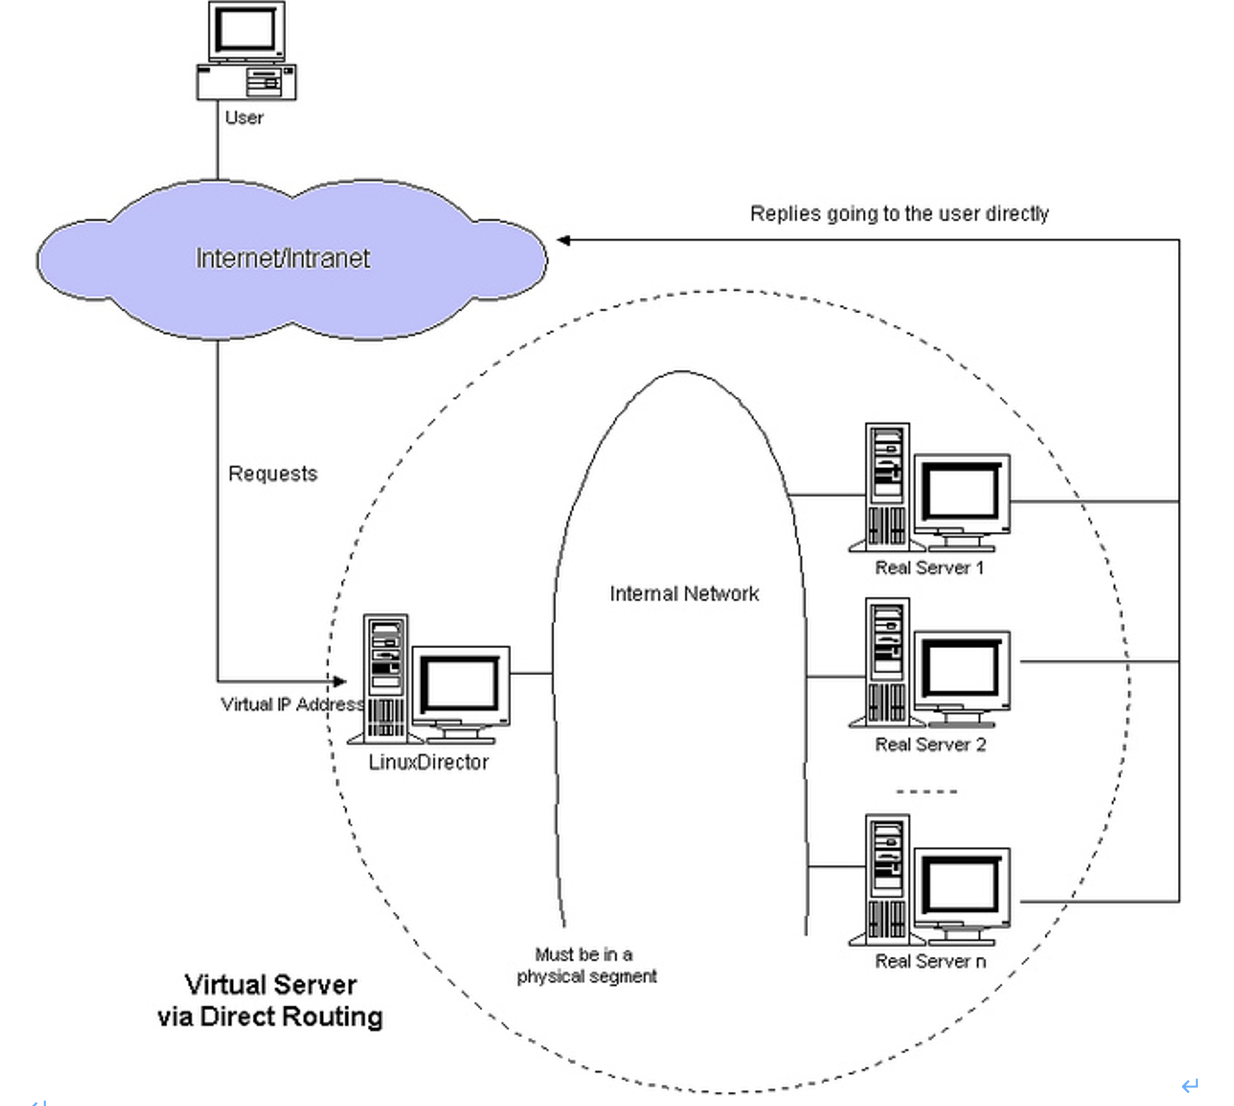 User
Replies going to the user directly
Internet/Intranet
Requests
Real Server 1
Internal Network
Virtual IP Address
Real Server 2
LinuxDirector
Must be in a
physical segment
Real Server n
Virtual Server
via Direct Routing